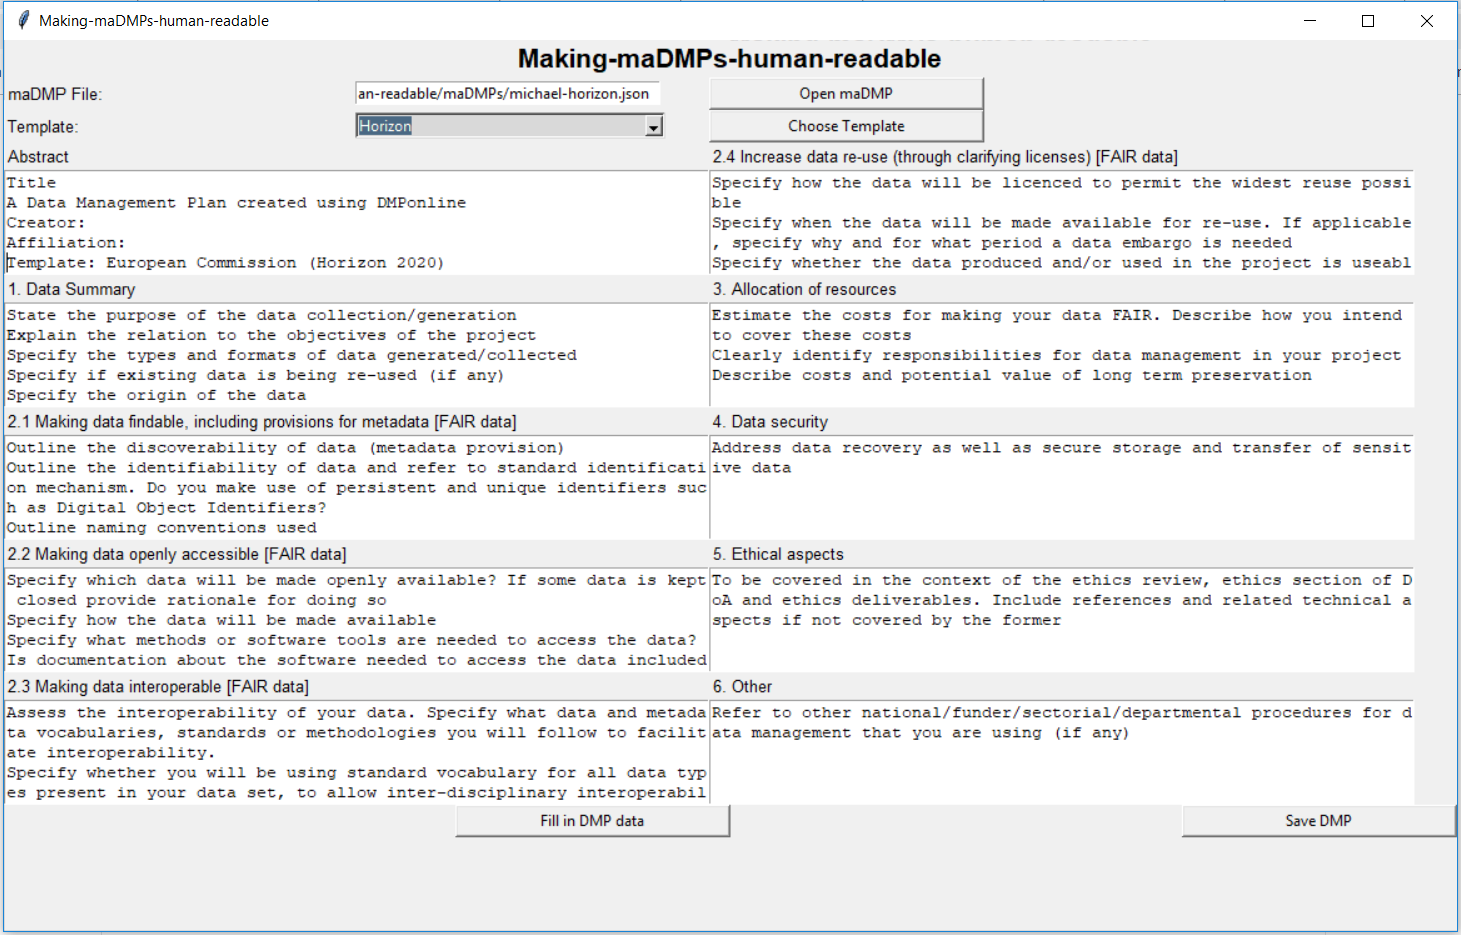 Making-maDMPs-human-readable
Making-maDMPs-human-readable
maDMP File:
an-readable/maDMPs/michael-horizon.json
Open maDMP
Template:
Horizon
Choose Template
Abstract
Title
A Data Management Plan created using DMPonline
Creator:
Affiliation:
Template: European Commission (Horizon 2020)
1. Data Summary
State the purpose of the data collection/generation
Explain the relation to the objectives of the project
Specify the types and formats of data generated/collected
Specify if existing data is being re-used (if any)
Specify the origin of the data
2.1 Making data findable, including provisions for metadata [FAIR data]
Outline the discoverability of data (metadata provision)
Outline the identifiability of data and refer to standard identificati
on mechanism. Do you make use of persistent and unique identifiers suc
h as Digital Object Identifiers?
Outline naming conventions used
2.2 Making data openly accessible [FAIR data]
Specify which data will be made openly available? If some data is kept
closed provide rationale for doing so
Specify how the data will be made available
Specify what methods or software tools are needed to access the data?
Is documentation about the software needed to access the data included
2.3 Making data interoperable [FAIR data]
Assess the interoperability of your data. Specify what data and metada
ta vocabularies, standards or methodologies you will follow to facilit
ate interoperability.
Specify whether you will be using standard vocabulary for all data typ
es present in your data set, to allow inter-disciplinary interoperabil
2.4 Increase data re-use (through clarifying licenses) [FAIR data]
Specify how the data will be licenced to permit the widest reuse possi
ble
Specify when the data will be made available for re-use. If applicable
, specify why and for what period a data embargo is needed
Specify whether the data produced and/or used in the project is useabl
3. Allocation of resources
Estimate the costs for making your data FAIR. Describe how you intend
to cover these costs
Clearly identify responsibilities for data management in your project
Describe costs and potential value of long term preservation
4. Data security
Address data recovery as well as secure storage and transfer of sensit
ive data
5. Ethical aspects
To be covered in the context of the ethics review, ethics section of D
oA and ethics deliverables. Include references and related technical a
spects if not covered by the former
6. Other
Refer to other national/funder/sectorial/departmental procedures for d
ata management that you are using (if any)
Fill in DMP data
Save DMP